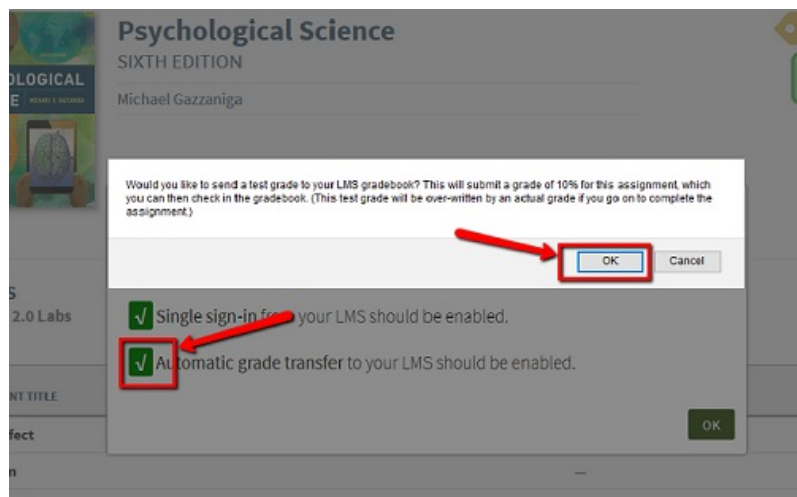 Psychological Science
SIXTH EDITION
OLOGICAL
E MICHAEL S. GAZZANIGA
Michael Gazzaniga
Would you like to send a test grade to your LMS gradebook? This will submit a grade of 10% for this assignment, which
you can then check in the gradebook. (This test grade will be over-written by an actual grade if you go on to complete the
assignment.)
OK Cancel
S
2.0 Labs
√ Single sign-in from your LMS should be enabled.
√ Automatic grade transfer to your LMS should be enabled.
NT TITLE
OK
fect
n —